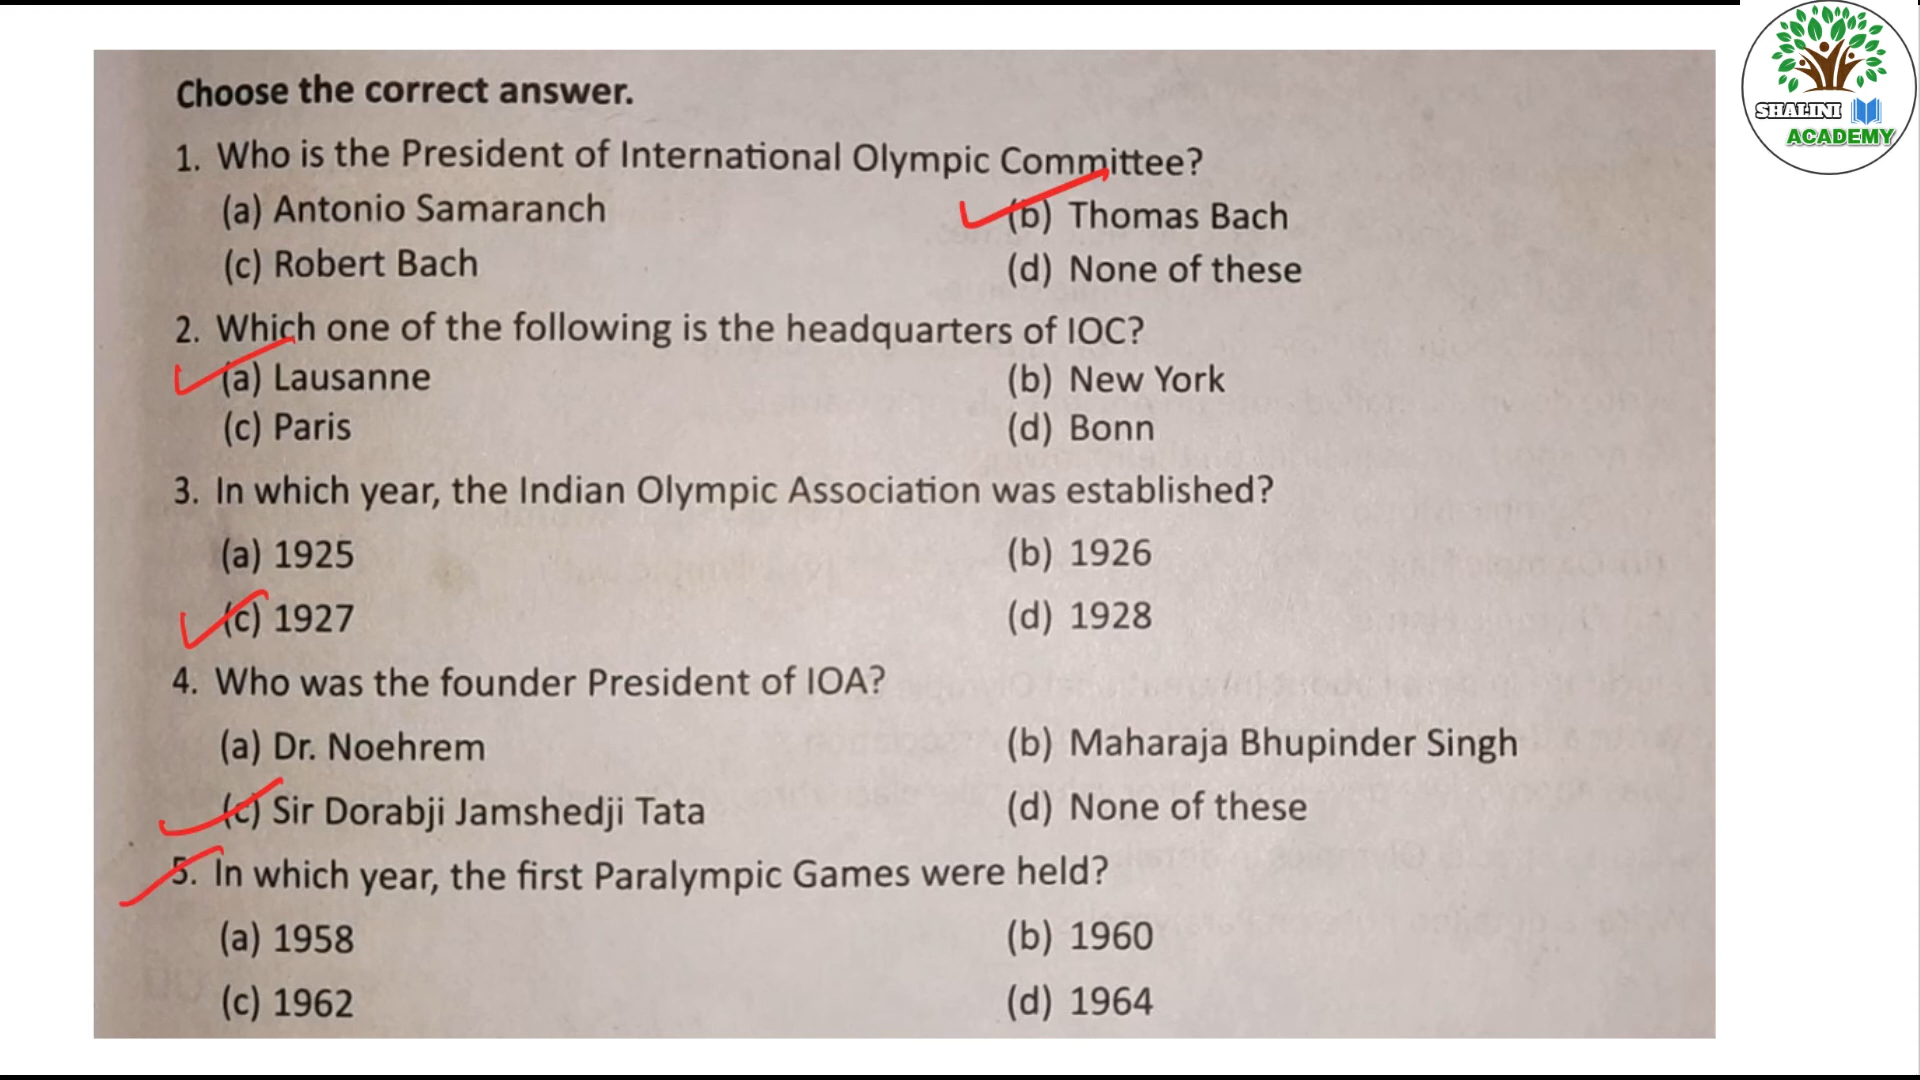 SHALINI
ACADEMY
Choose the correct answer.
1. Who is the President of International Olympic Committee?
(a) Antonio Samaranch (b) Thomas Bach
(c) Robert Bach (d) None of these
2. Which one of the following is the headquarters of IOC?
(a) Lausanne (b) New York
(c) Paris (d) Bonn
3. In which year, the Indian Olympic Association was established?
(a) 1925 (b) 1926
(c) 1927 (d) 1928
4. Who was the founder President of IOA?
(a) Dr. Noehrem (b) Maharaja Bhupinder Singh
(c) Sir Dorabji Jamshedji Tata (d) None of these
5. In which year, the first Paralympic Games were held?
(a) 1958 (b) 1960
(c) 1962 (d) 1964